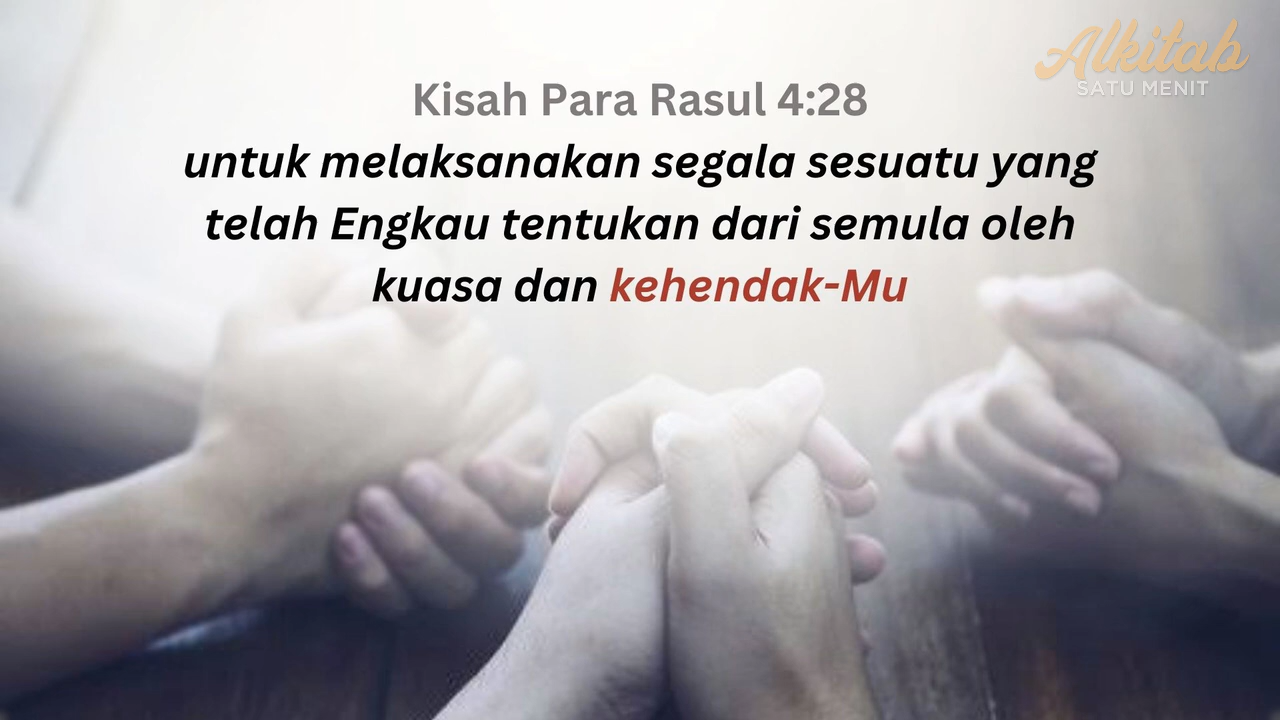 Alkitab
SATU MENIT
Kisah Para Rasul 4:28
untuk melaksanakan segala sesuatu yang
telah Engkau tentukan dari semula oleh
kuasa dan kehendak-Mu